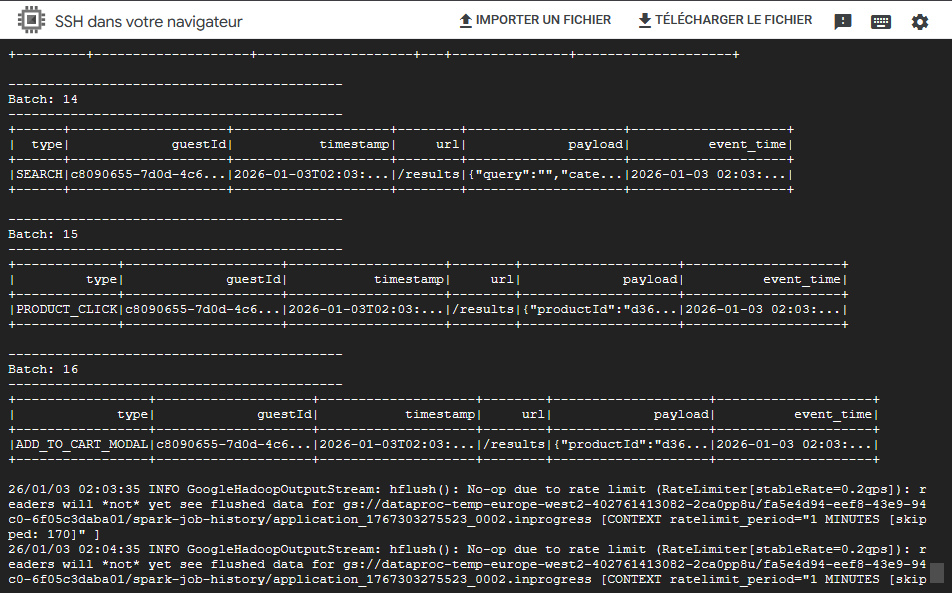 SSH dans votre navigateur
IMPORTER UN FICHIER
TÉLÉCHARGER LE FICHIER
+---------+---------------------+--------------------+---+---------------+--------------------+
-------------------------------------------
Batch: 14
-------------------------------------------
+------+--------------------+--------------------+--------+--------------------+--------------------+
|  type|             guestId|           timestamp|     url|             payload|          event_time|
+------+--------------------+--------------------+--------+--------------------+--------------------+
|SEARCH|c8090655-7d0d-4c6...|2026-01-03T02:03:...|/results|{"query":"","cate...|2026-01-03 02:03:...|
+------+--------------------+--------------------+--------+--------------------+--------------------+
-------------------------------------------
Batch: 15
-------------------------------------------
+-------------+--------------------+--------------------+--------+--------------------+--------------------+
|         type|             guestId|           timestamp|     url|             payload|          event_time|
+-------------+--------------------+--------------------+--------+--------------------+--------------------+
|PRODUCT_CLICK|c8090655-7d0d-4c6...|2026-01-03T02:03:...|/results|{"productId":"d36...|2026-01-03 02:03:...|
+-------------+--------------------+--------------------+--------+--------------------+--------------------+
-------------------------------------------
Batch: 16
-------------------------------------------
+-----------------+--------------------+--------------------+--------+--------------------+--------------------+
|             type|             guestId|           timestamp|     url|             payload|          event_time|
+-----------------+--------------------+--------------------+--------+--------------------+--------------------+
|ADD_TO_CART_MODAL|c8090655-7d0d-4c6...|2026-01-03T02:03:...|/results|{"productId":"d36...|2026-01-03 02:03:...|
+-----------------+--------------------+--------------------+--------+--------------------+--------------------+
26/01/03 02:03:35 INFO GoogleHadoopOutputStream: hflush(): No-op due to rate limit (RateLimiter[stableRate=0.2qps]): r
eaders will *not* yet see flushed data for gs://dataproc-temp-europe-west2-402761413082-2ca0pp8u/fa5e4d94-eef8-43e9-94
c0-6f05c3daba01/spark-job-history/application_1767303275523_0002.inprogress [CONTEXT ratelimit_period="1 MINUTES [skip
ped: 170]" ]
26/01/03 02:04:35 INFO GoogleHadoopOutputStream: hflush(): No-op due to rate limit (RateLimiter[stableRate=0.2qps]): r
eaders will *not* yet see flushed data for gs://dataproc-temp-europe-west2-402761413082-2ca0pp8u/fa5e4d94-eef8-43e9-94
c0-6f05c3daba01/spark-job-history/application_1767303275523_0002.inprogress [CONTEXT ratelimit_period="1 MINUTES [skip